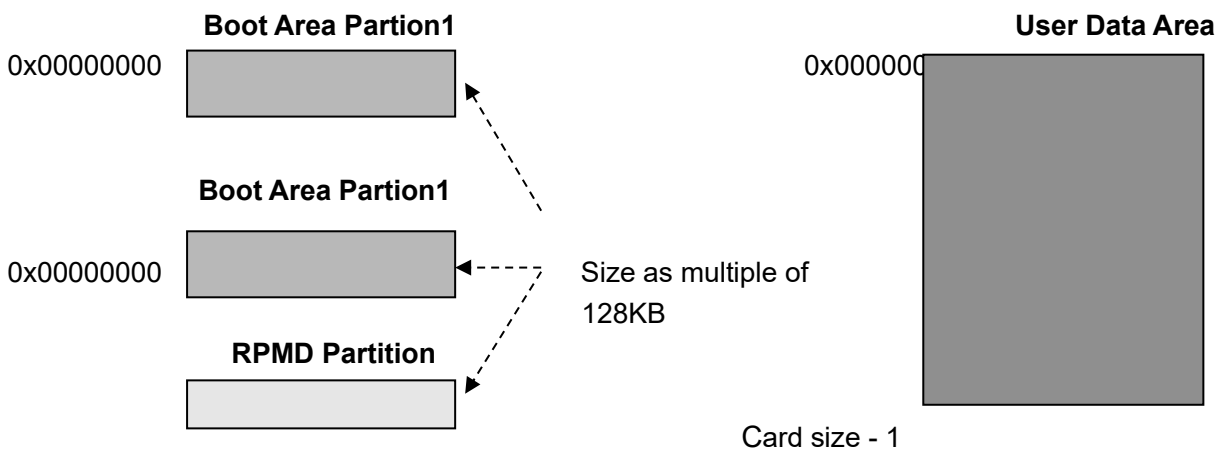 Boot Area Partion1
0x00000000
Boot Area Partion1
0x00000000
RPMD Partition
Size as multiple of
128KB
User Data Area
0x000000
Card size - 1